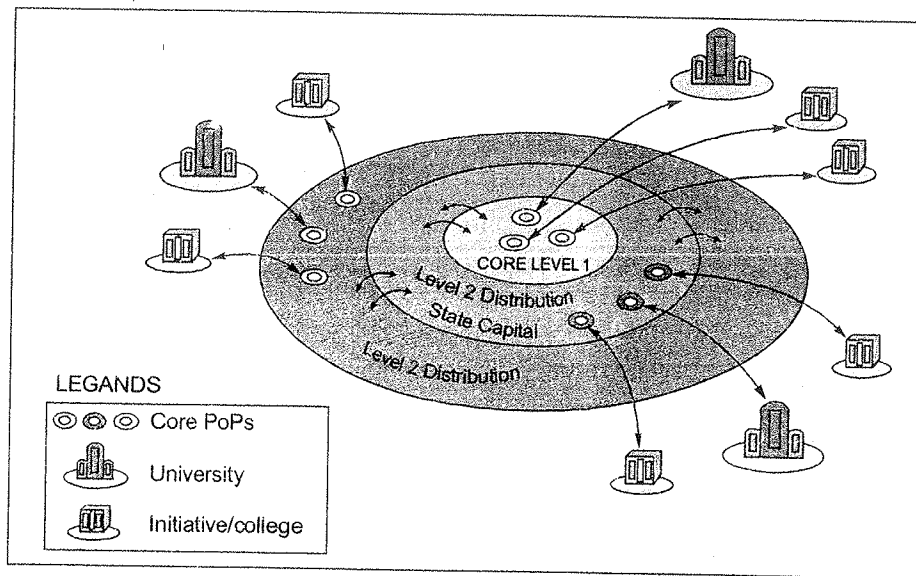 CORE LEVEL 1
Level 2 Distribution
State Capital
Level 2 Distribution
LEGANDS
Core PoPs
University
Initiative/college